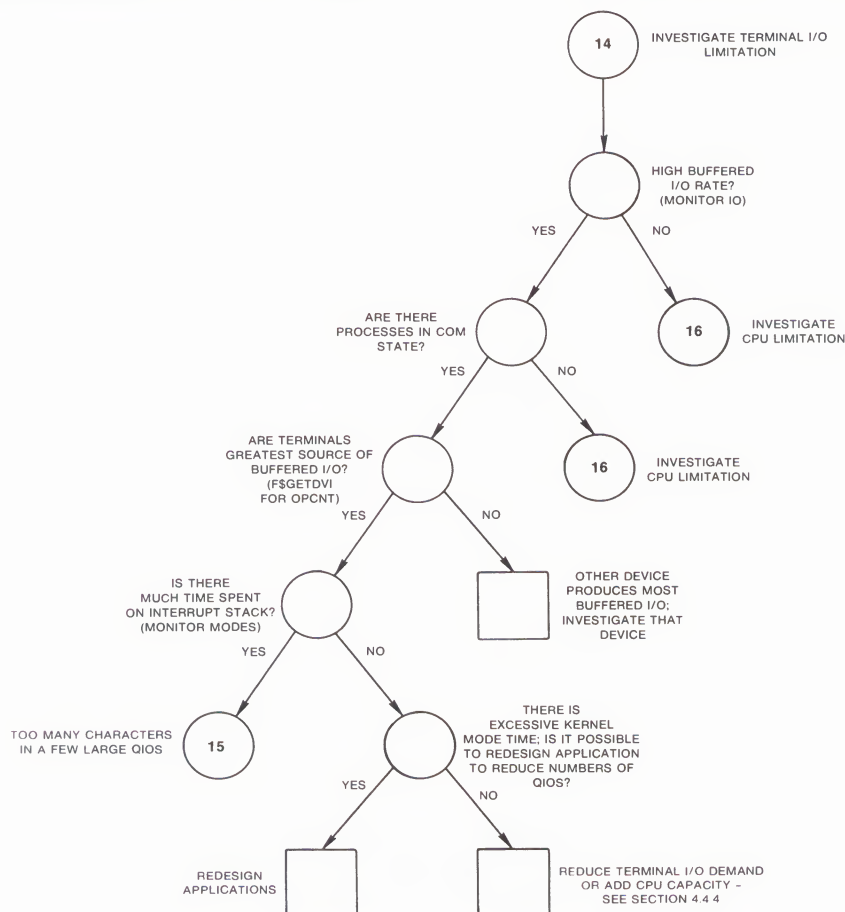 14
INVESTIGATE TERMINAL I/O
LIMITATION
HIGH BUFFERED
I/O RATE?
(MONITOR IO)
YES
NO
ARE THERE
PROCESSES IN COM
STATE?
16
INVESTIGATE
CPU LIMITATION
YES
NO
ARE TERMINALS
GREATEST SOURCE OF
BUFFERED I/O?
(F$GETDVI
FOR OPCNT)
16
INVESTIGATE
CPU LIMITATION
YES
NO
IS THERE
MUCH TIME SPENT
ON INTERRUPT STACK?
(MONITOR MODES)
OTHER DEVICE
PRODUCES MOST
BUFFERED I/O;
INVESTIGATE THAT
DEVICE
YES
NO
TOO MANY CHARACTERS
IN A FEW LARGE QIOS
15
THERE IS
EXCESSIVE KERNEL
MODE TIME; IS IT POSSIBLE
TO REDESIGN APPLICATION
TO REDUCE NUMBERS OF
QIOS?
YES
NO
REDESIGN
APPLICATIONS
REDUCE TERMINAL I/O DEMAND
OR ADD CPU CAPACITY –
SEE SECTION 4.4.4